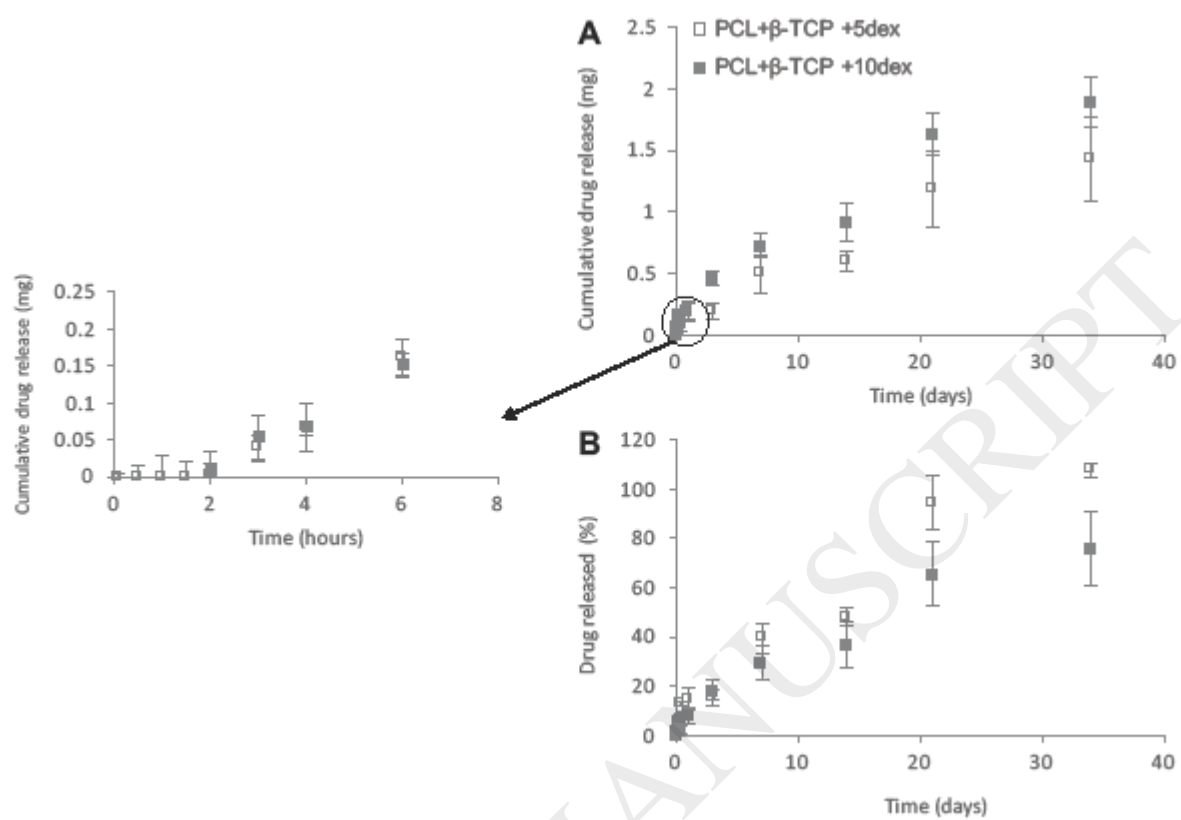 A
PCL+β-TCP +5dex
PCL+β-TCP +10dex
Cumulative drug release (mg)
2.5
2
1.5
1
0.5
0
0 10 20 30 40
Time (days)
Cumulative drug release (mg)
0.25
0.2
0.15
0.1
0.05
0
0 2 4 6 8
Time (hours)
B
Drug released (%)
120
100
80
60
40
20
0
0 10 20 30 40
Time (days)
MANUSCRIPT